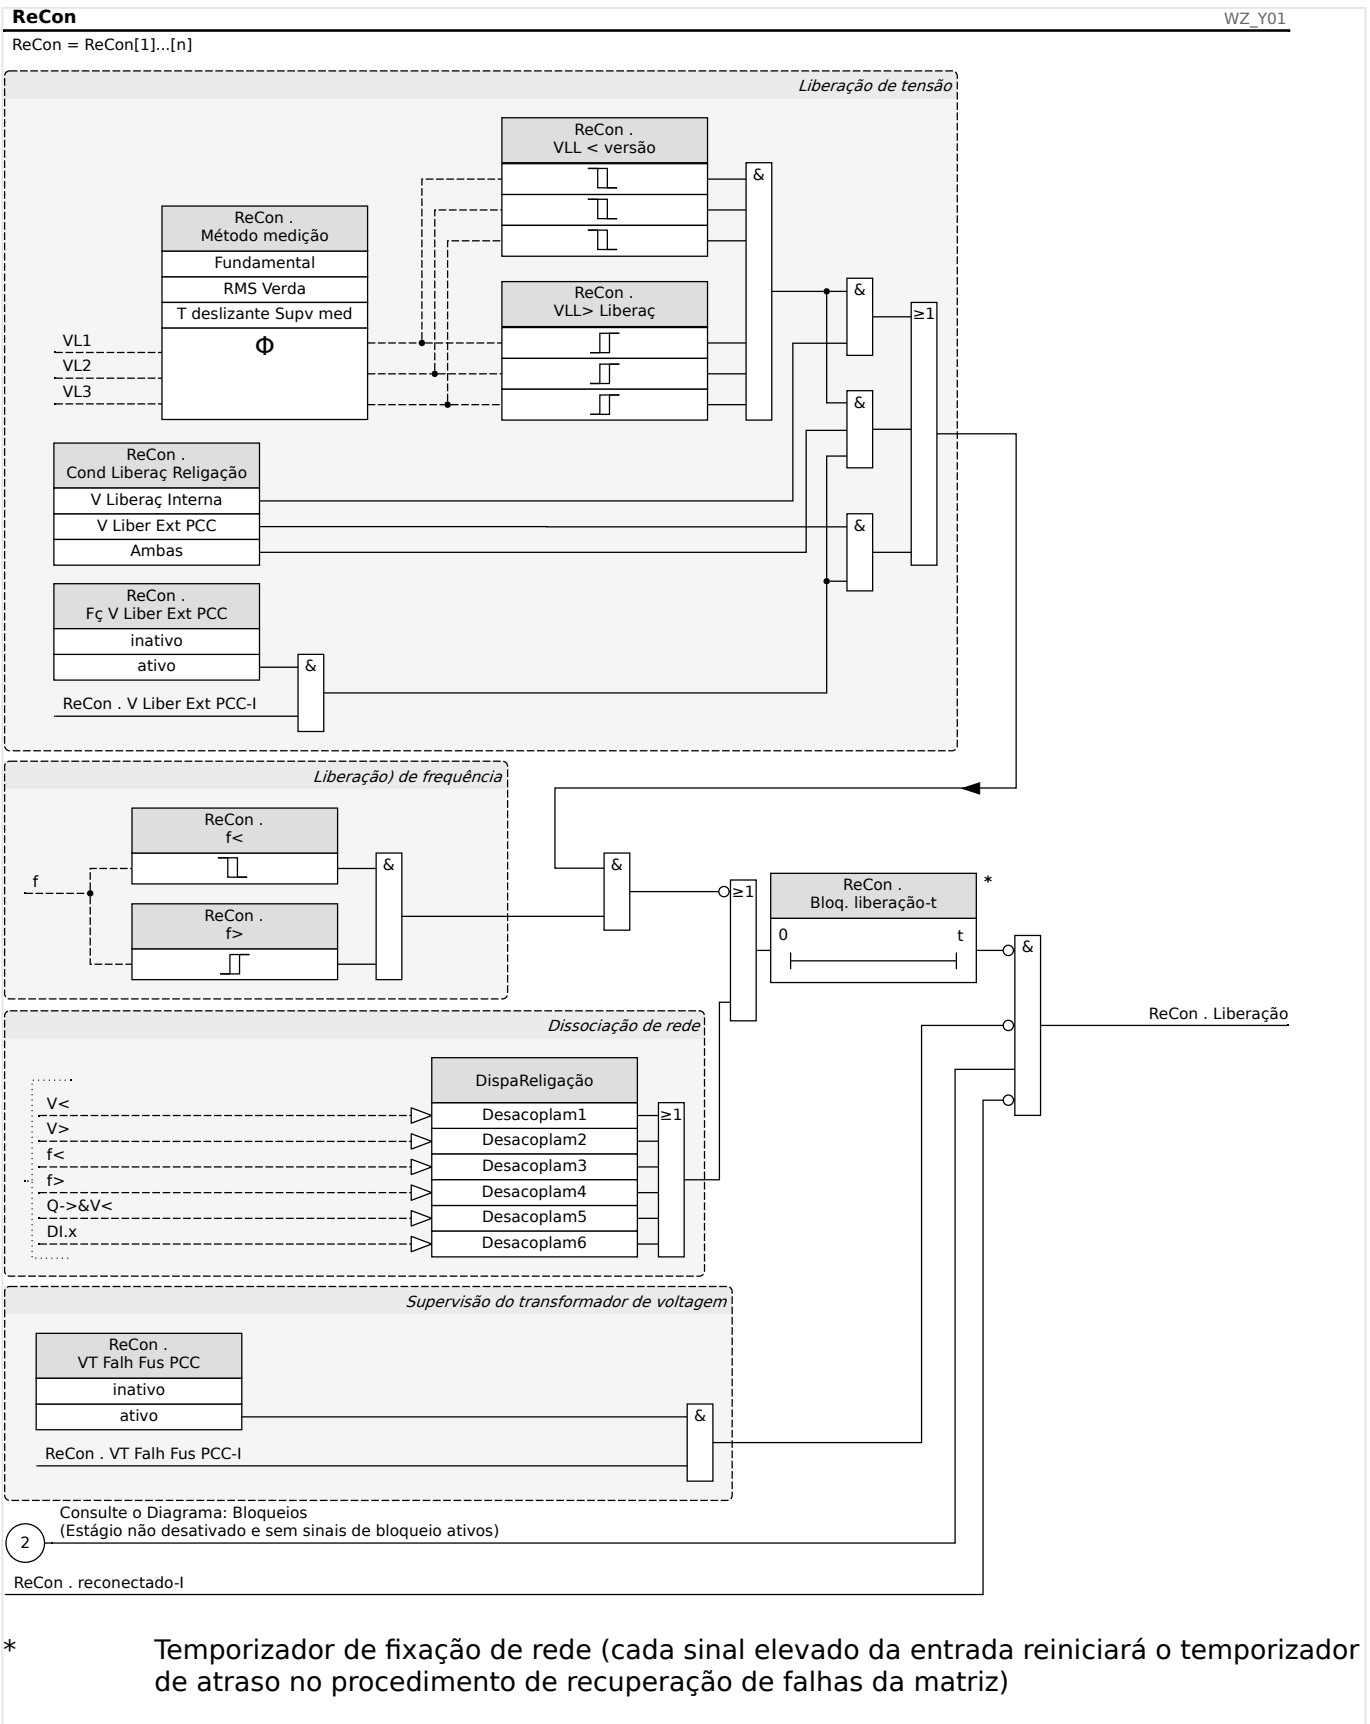 ReCon
WZ_Y01
ReCon = ReCon[1]...[n]
Liberação de tensão
ReCon .
VLL < versão
&
ReCon .
Método medição
Fundamental
RMS Verda
T deslizante Supv med
Φ
VL1
VL2
VL3
ReCon .
VLL> Liberaç
&
≥1
&
ReCon .
Cond Liberaç Religação
V Liberaç Interna
V Liber Ext PCC
Ambas
&
ReCon .
Fç V Liber Ext PCC
inativo
ativo
&
ReCon . V Liber Ext PCC-I
Liberação) de frequência
ReCon .
f<
&
f
ReCon .
f>
&
≥1
ReCon .
Bloq. liberação-t
*
0
t
&
ReCon . Liberação
Dissociação de rede
DispaReligação
V<
Desacoplam1
≥1
V>
Desacoplam2
f<
Desacoplam3
f>
Desacoplam4
Q->&V<
Desacoplam5
DI.x
Desacoplam6
Supervisão do transformador de voltagem
ReCon .
VT Falh Fus PCC
inativo
ativo
&
ReCon . VT Falh Fus PCC-I
Consulte o Diagrama: Bloqueios
(Estágio não desativado e sem sinais de bloqueio ativos)
2
ReCon . reconectado-I
* Temporizador de fixação de rede (cada sinal elevado da entrada reiniciará o temporizador
de atraso no procedimento de recuperação de falhas da matriz)